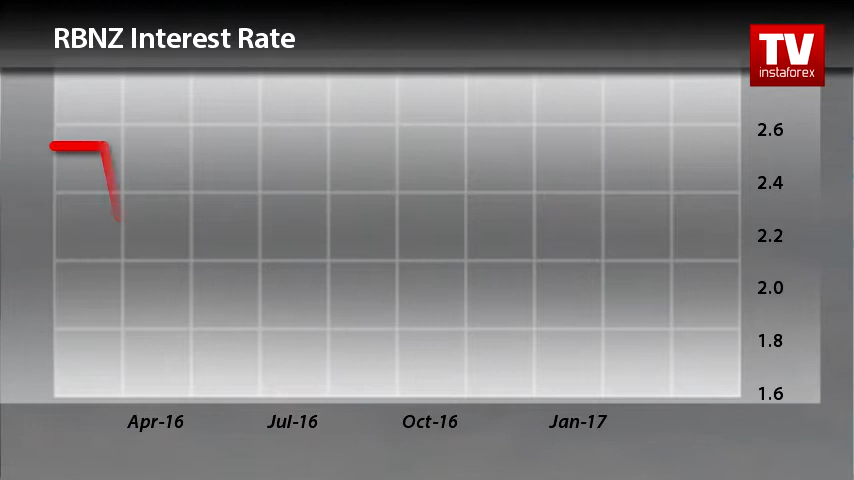 RBNZ Interest Rate
TV
instaforex
2.6
2.4
2.2
2.0
1.8
1.6
Apr-16
Jul-16
Oct-16
Jan-17